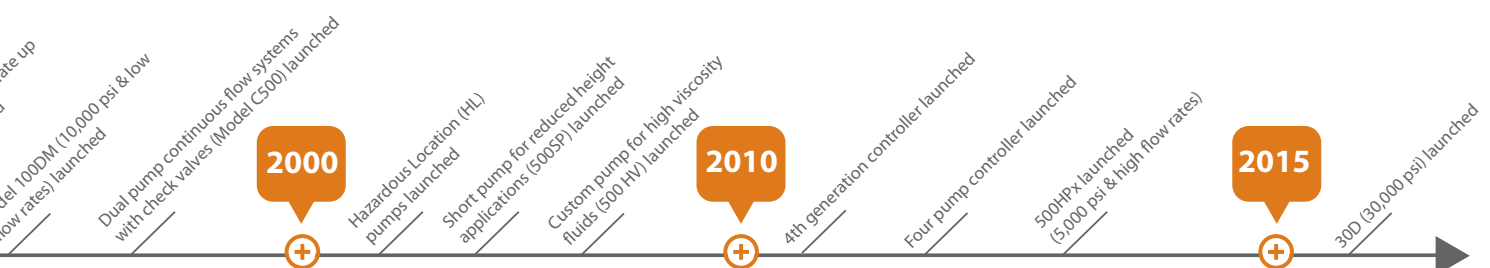 ate up
del 1000DM (10,000 psi & low
low rates) launched
Dual pump continuous flow systems
with check valves (Model C500) launched
2000
Hazardous Location (HL)
pumps launched
Short pump for reduced height
applications (500SP) launched
Custom pump for high viscosity
fluids (500 HV) launched
2010
4th generation controller launched
Four pump controller launched
500HPx launched
(5,000 psi & high flow rates)
2015
30D (30,000 psi) launched